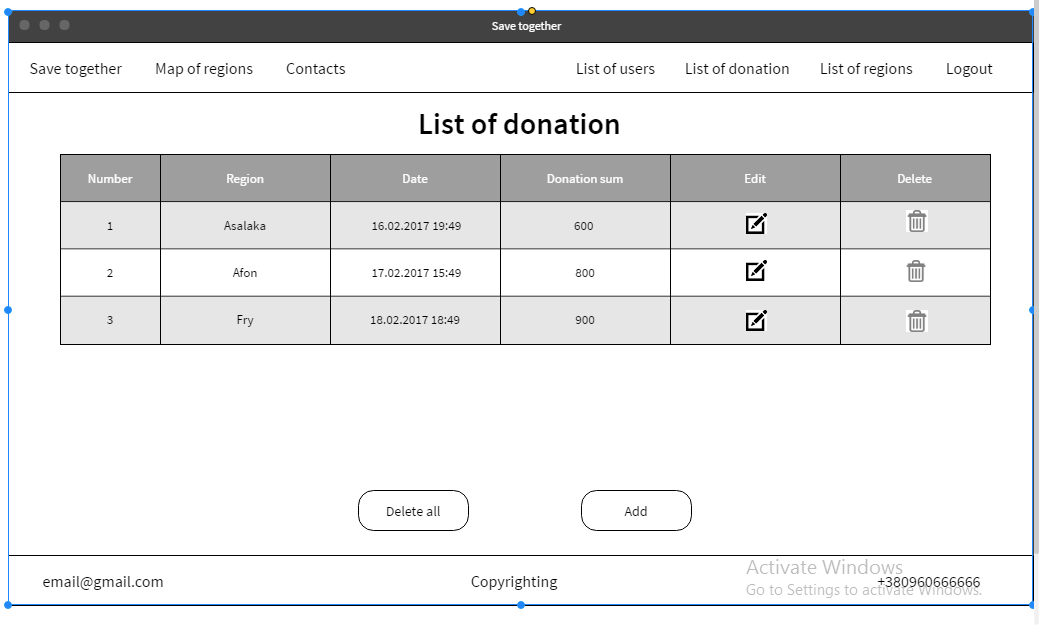 Save together
Save together Map of regions Contacts List of users List of donation List of regions Logout
List of donation
Number Region Date Donation sum Edit Delete
1 Asalaka 16.02.2017 19:49 600
2 Afon 17.02.2017 15:49 800
3 Fry 18.02.2017 18:49 900
Delete all Add
Activate Windows
email@gmail.com Copyrighting +380960666666
Go to Settings to activate Windows.